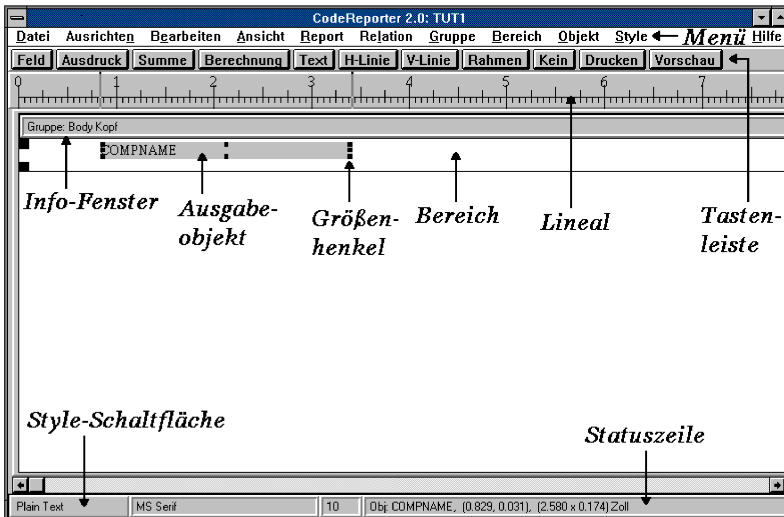 CodeReporter 2.0: TUT1
Datei Ausrichten Bearbeiten Ansicht Report Relation Gruppe Bereich Objekt Style Menü Hilfe
Feld Ausdruck Summe Berechnung Text H-Linie V-Linie Rahmen Kein Drucken Vorschau
0 1 2 3 4 5 6 7
Gruppe: Body Kopf
COMPNAME
Info-Fenster
Ausgabe-
objekt
Größen-
henkel
Bereich
Lineal
Tasten-
leiste
Style-Schaltfläche
Statuszeile
Plain Text MS Serif 10 Obj: COMPNAME, (0.829, 0.031), (2.580 x 0.174) Zoll